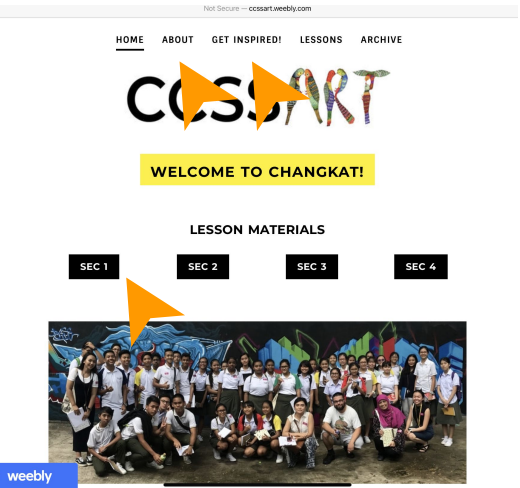 Not Secure — ccssart.weebly.com
HOME ABOUT GET INSPIRED! LESSONS ARCHIVE
CCSSART
WELCOME TO CHANGKAT!
LESSON MATERIALS
SEC 1 SEC 2 SEC 3 SEC 4
weebly